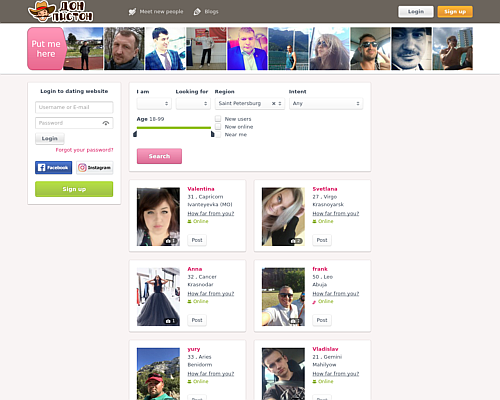 ДОН
ПИСТОН
Meet new people
Blogs
Login
Sign up
Put me
here
Login to dating website
Username or E-mail
Password
Login
Forgot your password?
Facebook
Instagram
Sign up
I am
Looking for
Region
Intent
Saint Petersburg
Any
Age 18-99
New users
Now online
Near me
Search
Valentina
31 , Capricorn
Ivanteyevka (MO)
How far from you?
Online
Post
Svetlana
27 , Virgo
Krasnoyarsk
How far from you?
Online
Post
Anna
32 , Cancer
Krasnodar
How far from you?
Online
Post
frank
50 , Leo
Abuja
How far from you?
Online
Post
yury
33 , Aries
Benidorm
How far from you?
Online
Vladislav
21 , Gemini
Mahilyow
How far from you?
Online